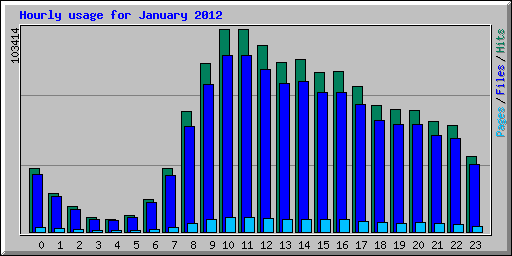 Hourly usage for January 2012
103414
Pages / Files / Hits
0 1 2 3 4 5 6 7 8 9 10 11 12 13 14 15 16 17 18 19 20 21 22 23